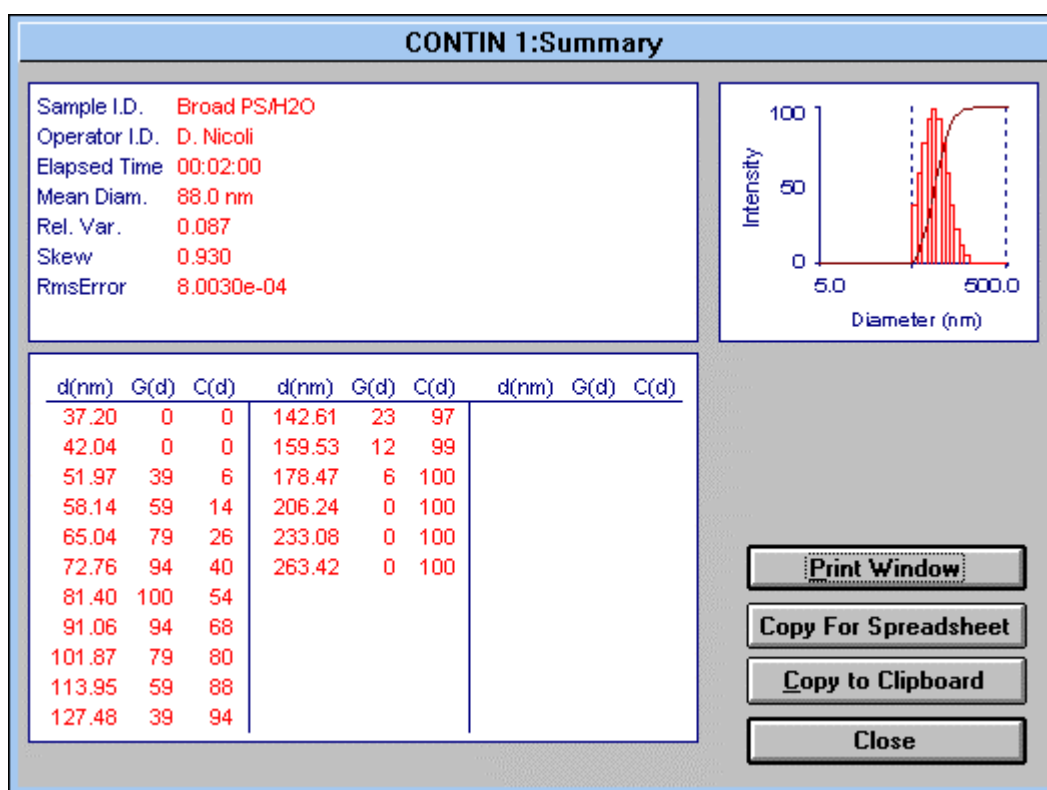 CONTIN 1:Summary
Sample I.D. Broad PS/H2O
Operator I.D. D. Nicoli
Elapsed Time 00:02:00
Mean Diam. 88.0 nm
Rel. Var. 0.087
Skew 0.930
RmsError 8.0030e-04
100
50
0
Intensity
5.0 500.0
Diameter (nm)
d(nm) G(d) C(d) d(nm) G(d) C(d) d(nm) G(d) C(d)
37.20 0 0 142.61 23 97
42.04 0 0 159.53 12 99
51.97 39 6 178.47 6 100
58.14 59 14 206.24 0 100
65.04 79 26 233.08 0 100
72.76 94 40 263.42 0 100
81.40 100 54
91.06 94 68
101.87 79 80
113.95 59 88
127.48 39 94
Print Window
Copy For Spreadsheet
Copy to Clipboard
Close